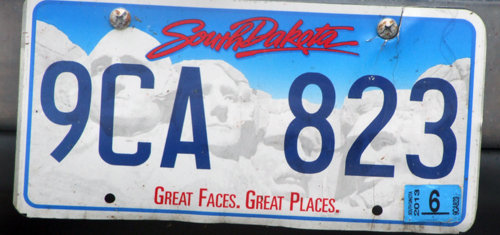 South Dakota
9CA 823
GREAT FACES. GREAT PLACES.
2013
6